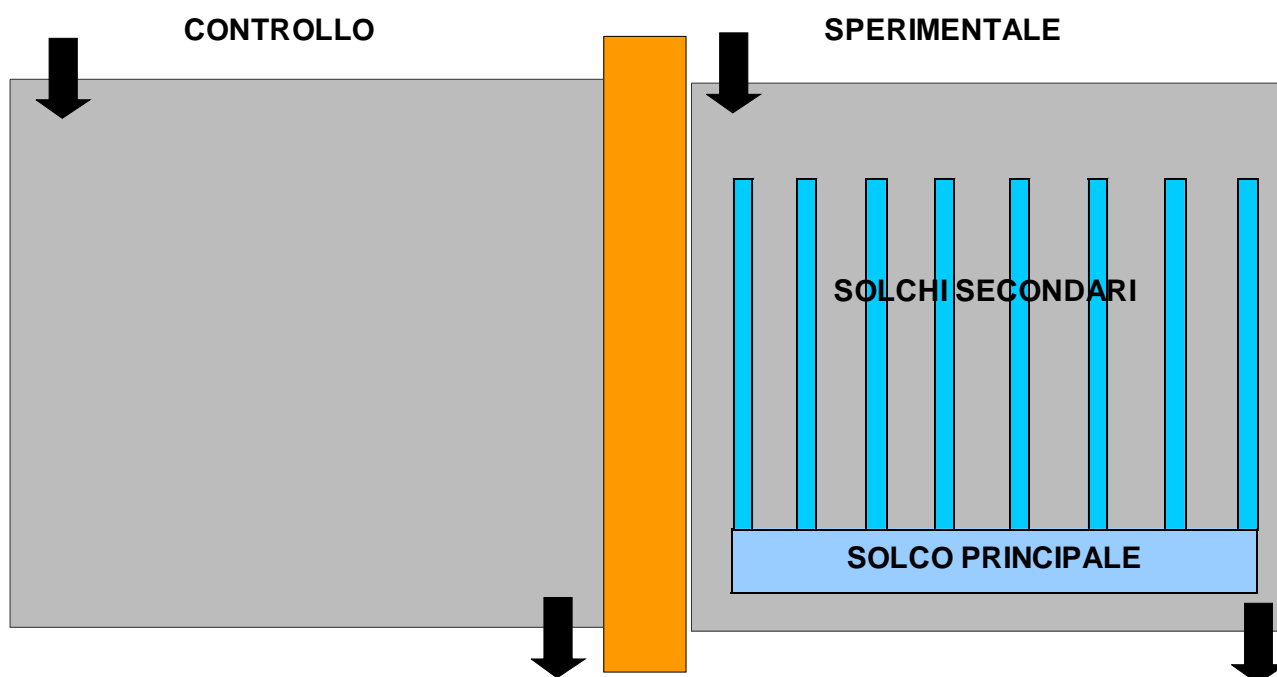 CONTROLLO
SPERIMENTALE
SOLCHI SECONDARI
SOLCO PRINCIPALE